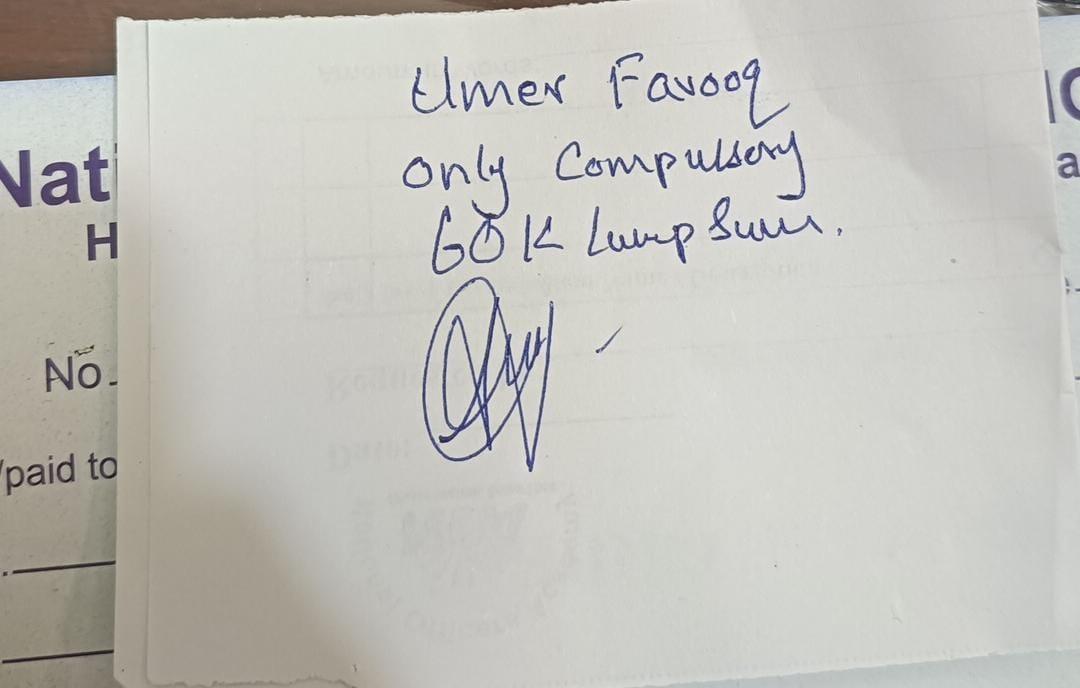 Nat
H
No.
/paid to
Umer Farooq
only Compulsory
60K Lump Sum.